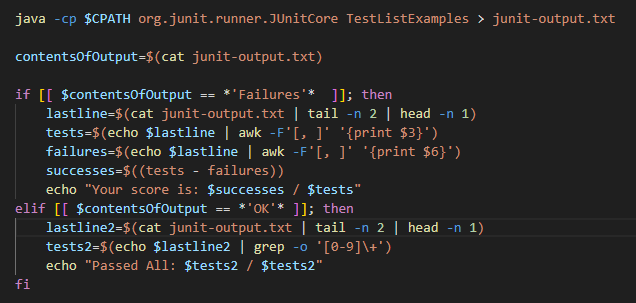 java -cp $CPATH org.junit.runner.JUnitCore TestListExamples > junit-output.txt
contentsOfOutput=$(cat junit-output.txt)
if [[ $contentsOfOutput == *'Failures'*  ]]; then
    lastline=$(cat junit-output.txt | tail -n 2 | head -n 1)
    tests=$(echo $lastline | awk -F'[, ]' '{print $3}')
    failures=$(echo $lastline | awk -F'[, ]' '{print $6}')
    successes=$((tests - failures))
    echo "Your score is: $successes / $tests"
elif [[ $contentsOfOutput == *'OK'* ]]; then
    lastline2=$(cat junit-output.txt | tail -n 2 | head -n 1)
    tests2=$(echo $lastline2 | grep -o '[0-9]\+')
    echo "Passed All: $tests2 / $tests2"
fi